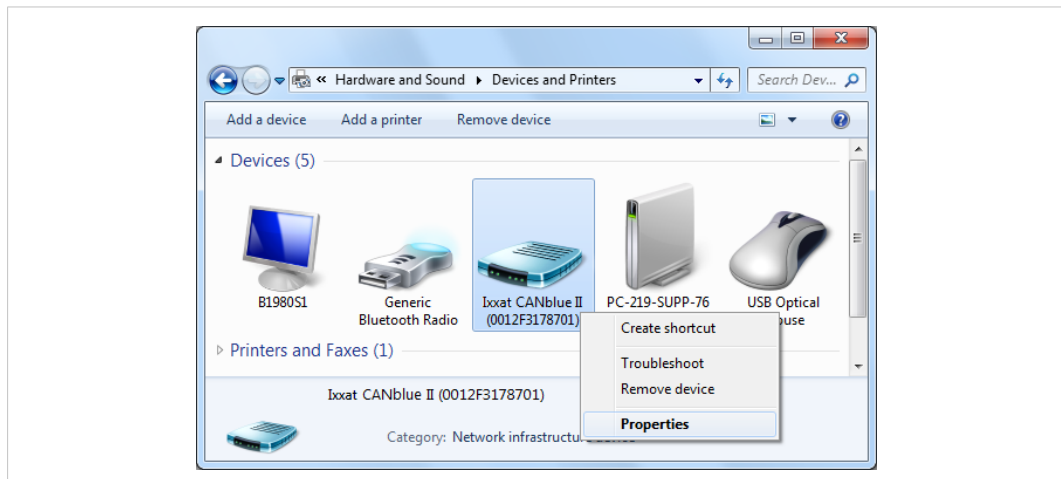 « Hardware and Sound ▸ Devices and Printers
Search Dev...
Add a device Add a printer Remove device
Devices (5)
B1980S1
Generic
Bluetooth Radio
Ixxat CANblue II
(0012F3178701)
PC-219-SUPP-76
USB Optical
Create shortcut
Troubleshoot
Remove device
Properties
Printers and Faxes (1)
Ixxat CANblue II (0012F3178701)
Category: Network